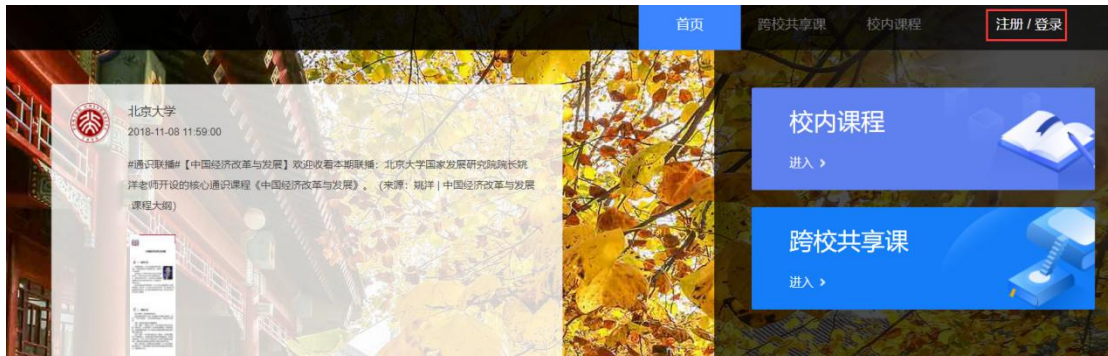 首页 跨校共享课 校内课程 注册 / 登录
北京大学
2018-11-08 11:59:00
#通识联播#【中国经济改革与发展】欢迎收看本期联播：北京大学国家发展研究院院长姚
洋老师开设的核心通识课程《中国经济改革与发展》。（来源：姚洋 | 中国经济改革与发展
课程大纲）
校内课程
进入 >
跨校共享课
进入 >